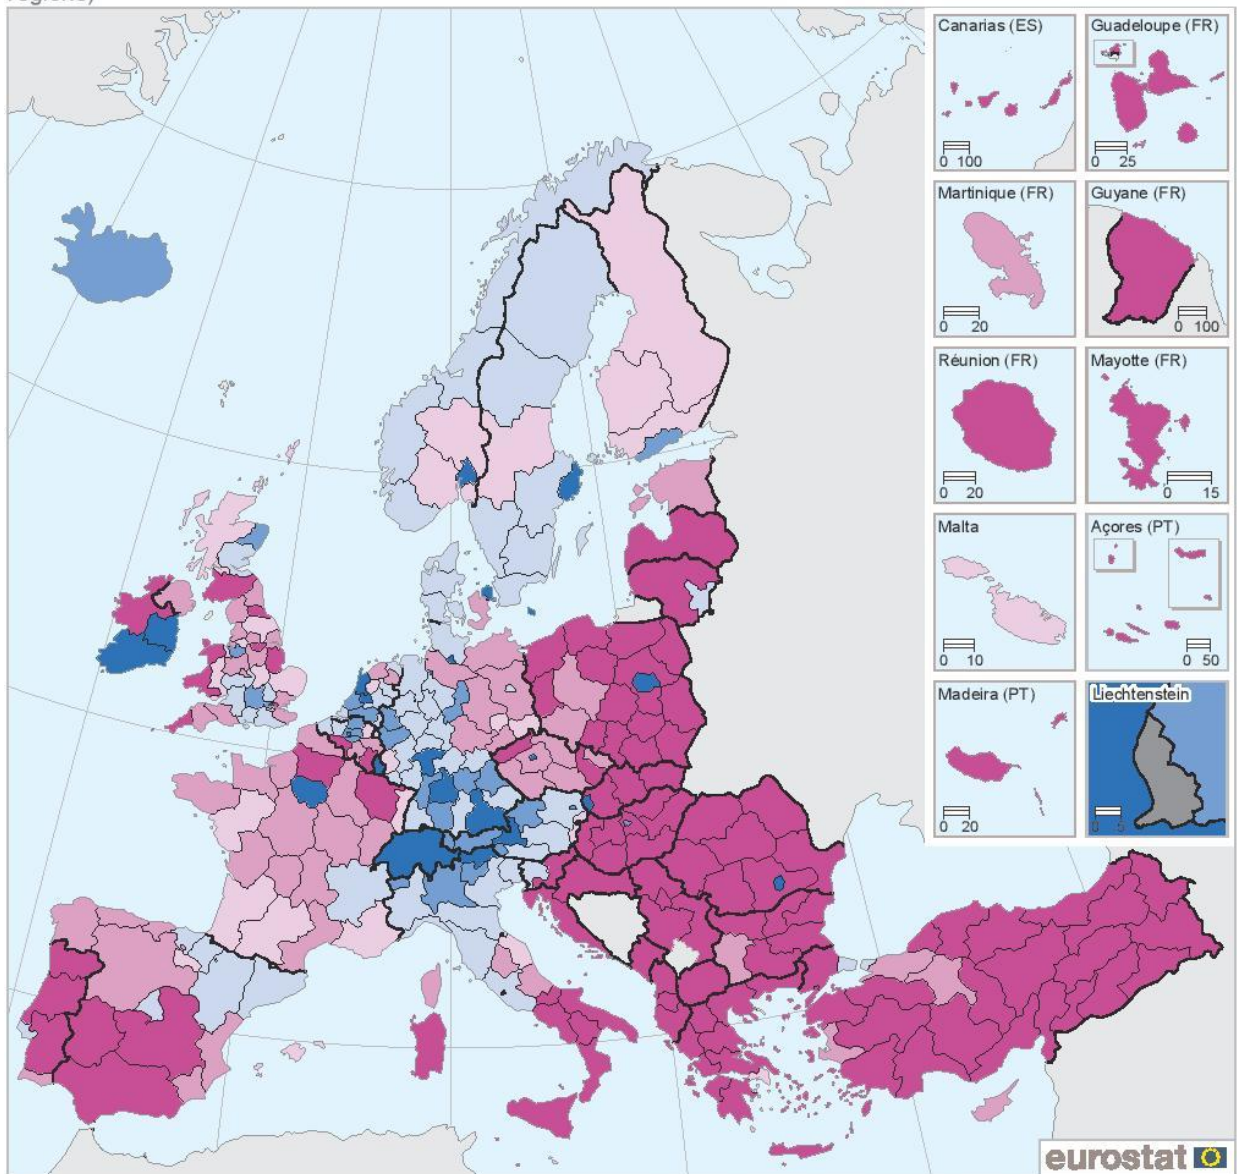 regions)
Canarias (ES)
0 100
Guadeloupe (FR)
0 25
Martinique (FR)
0 20
Guyane (FR)
0 100
Réunion (FR)
0 20
Mayotte (FR)
0 15
Malta
0 10
Açores (PT)
0 50
Madeira (PT)
0 20
Liechtenstein
0 5
eurostat